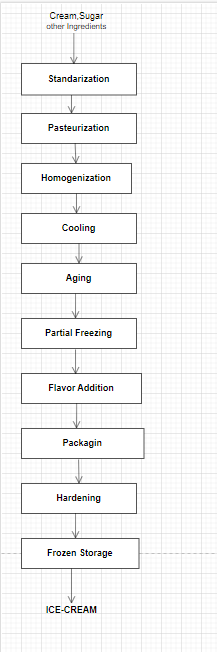 Cream,Sugar
other Ingredients
Standarization
Pasteurization
Homogenization
Cooling
Aging
Partial Freezing
Flavor Addition
Packagin
Hardening
Frozen Storage
ICE-CREAM